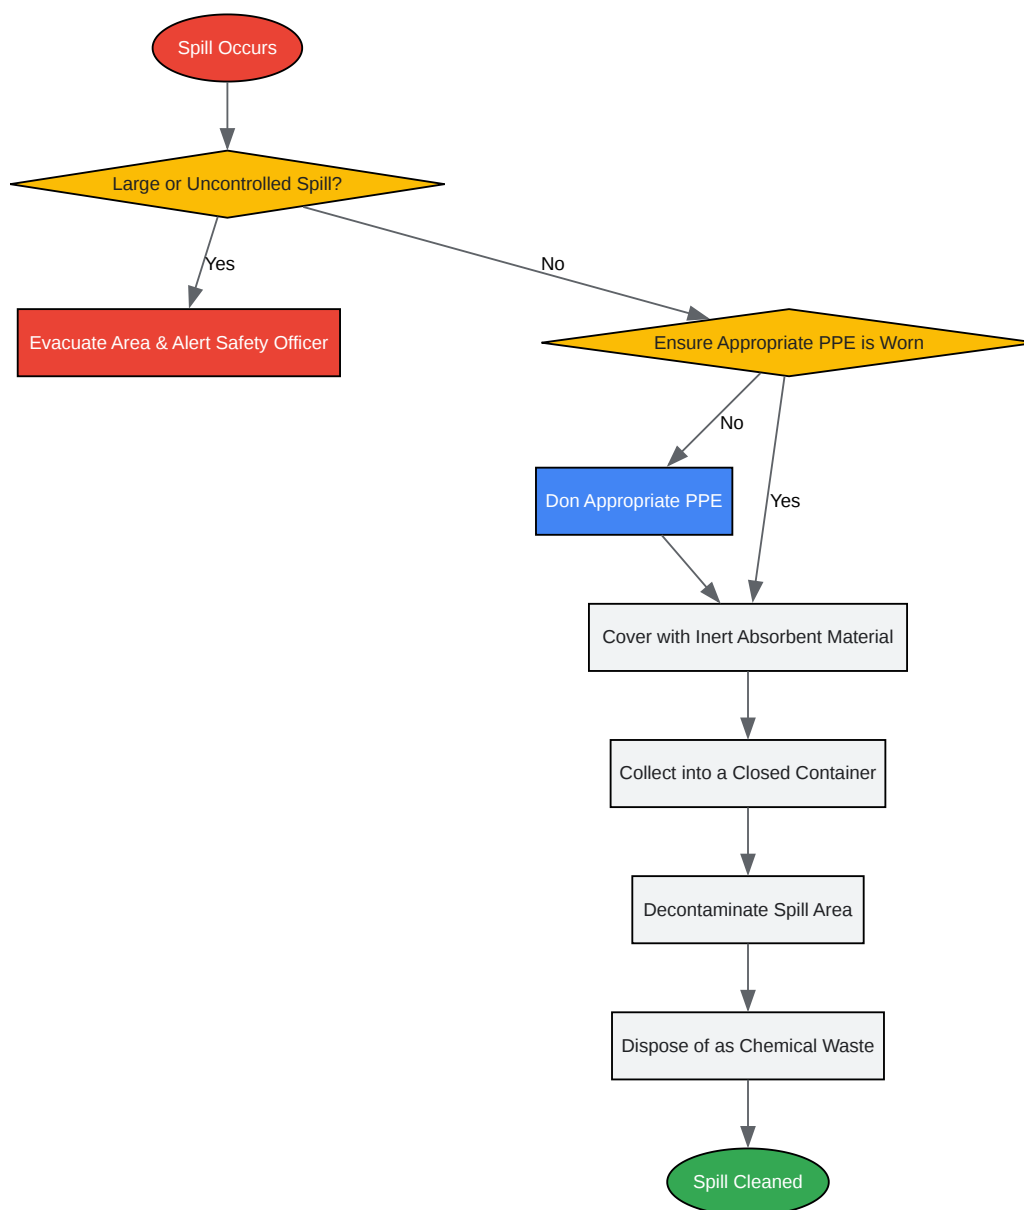 Spill Occurs
Large or Uncontrolled Spill?
Yes
No
Evacuate Area & Alert Safety Officer
Ensure Appropriate PPE is Worn
No
Don Appropriate PPE
Yes
Cover with Inert Absorbent Material
Collect into a Closed Container
Decontaminate Spill Area
Dispose of as Chemical Waste
Spill Cleaned